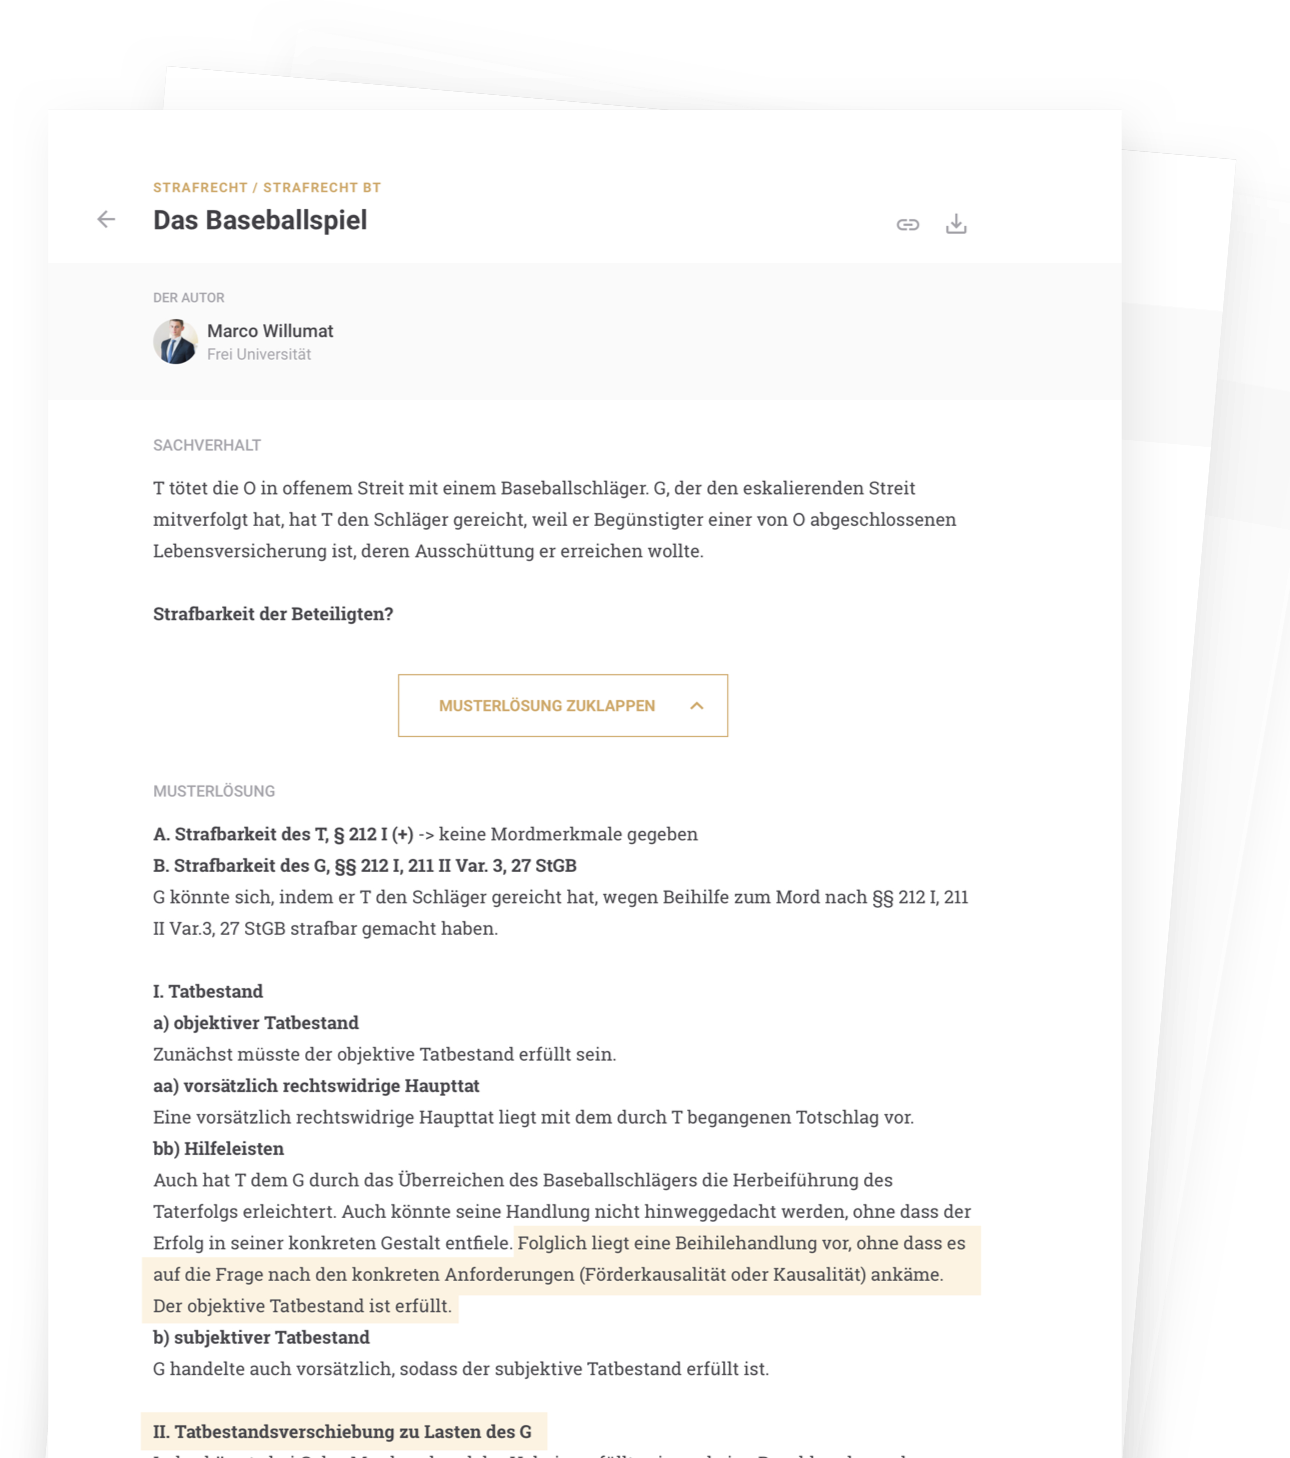 STRAFRECHT / STRAFRECHT BT
Das Baseballspiel
DER AUTOR
Marco Willumat
Frei Universität
SACHVERHALT
T tötet die O in offenem Streit mit einem Baseballschläger. G, der den eskalierenden Streit
mitverfolgt hat, hat T den Schläger gereicht, weil er Begünstigter einer von O abgeschlossenen
Lebensversicherung ist, deren Ausschüttung er erreichen wollte.
Strafbarkeit der Beteiligten?
MUSTERLÖSUNG ZUKLAPPEN
MUSTERLÖSUNG
A. Strafbarkeit des T, § 212 I (+) -> keine Mordmerkmale gegeben
B. Strafbarkeit des G, §§ 212 I, 211 II Var. 3, 27 StGB
G könnte sich, indem er T den Schläger gereicht hat, wegen Beihilfe zum Mord nach §§ 212 I, 211
II Var.3, 27 StGB strafbar gemacht haben.
I. Tatbestand
a) objektiver Tatbestand
Zunächst müsste der objektive Tatbestand erfüllt sein.
aa) vorsätzlich rechtswidrige Haupttat
Eine vorsätzlich rechtswidrige Haupttat liegt mit dem durch T begangenen Totschlag vor.
bb) Hilfeleisten
Auch hat T dem G durch das Überreichen des Baseballschlägers die Herbeiführung des
Taterfolgs erleichtert. Auch könnte seine Handlung nicht hinweggedacht werden, ohne dass der
Erfolg in seiner konkreten Gestalt entfiele. Folglich liegt eine Beihilehandlung vor, ohne dass es
auf die Frage nach den konkreten Anforderungen (Förderkausalität oder Kausalität) ankäme.
Der objektive Tatbestand ist erfüllt.
b) subjektiver Tatbestand
G handelte auch vorsätzlich, sodass der subjektive Tatbestand erfüllt ist.
II. Tatbestandsverschiebung zu Lasten des G